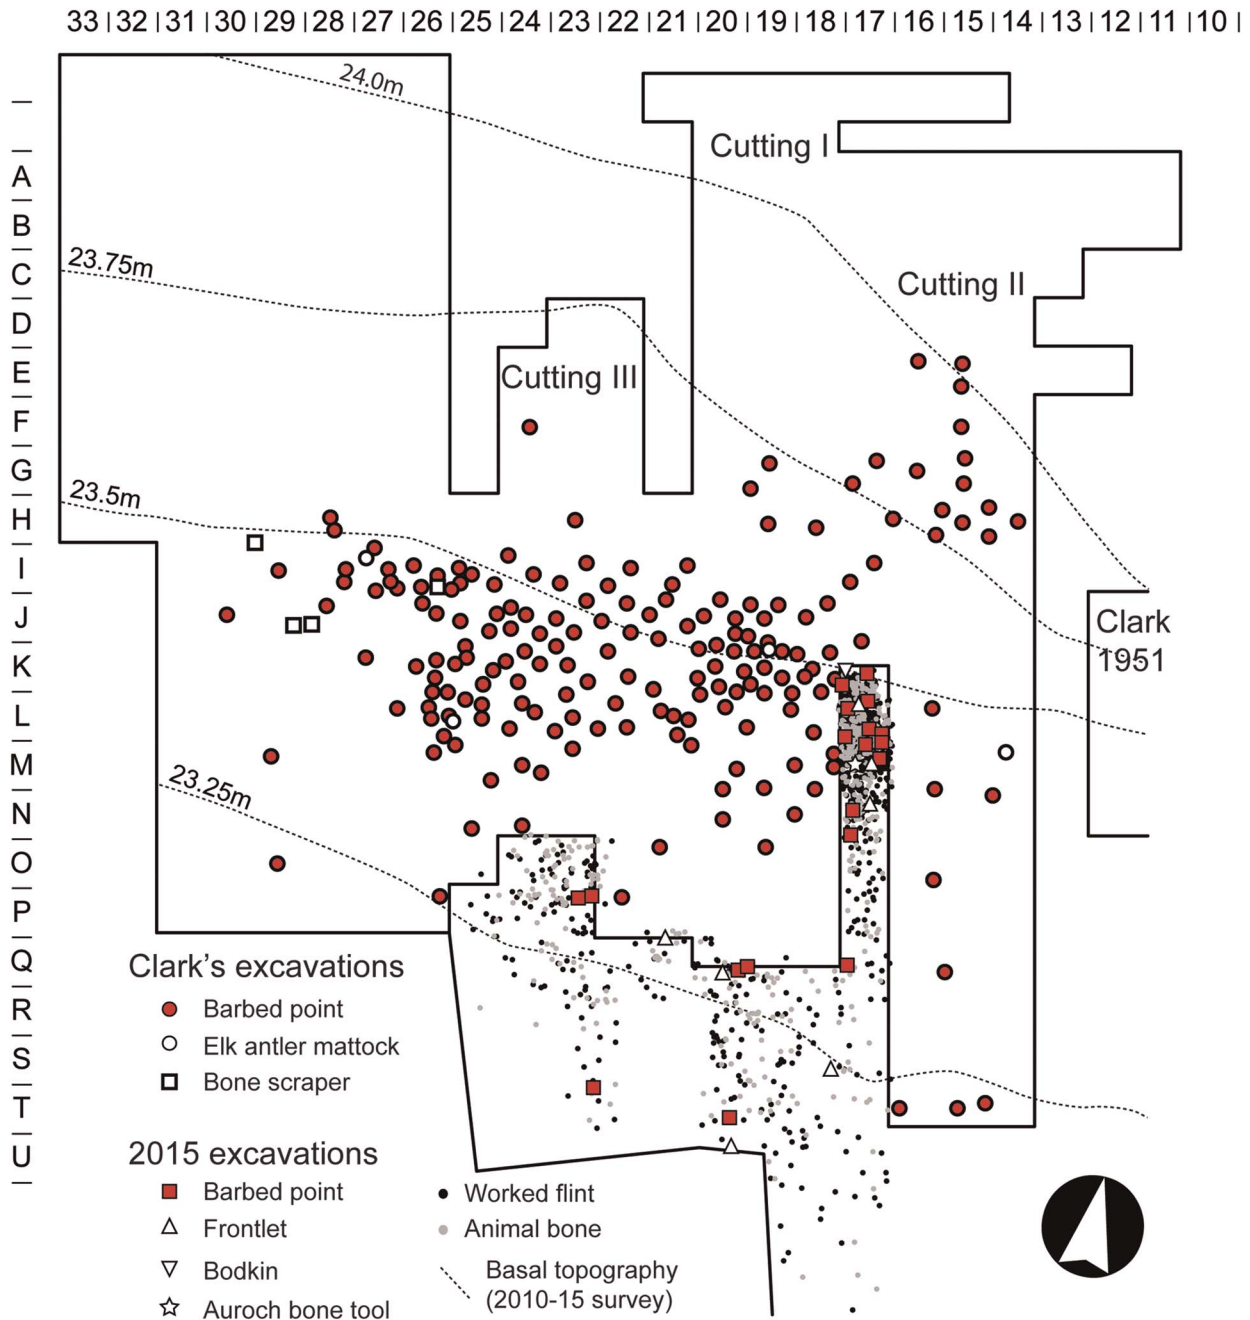 33 | 32 | 31 | 30 | 29 | 28 | 27 | 26 | 25 | 24 | 23 | 22 | 21 | 20 | 19 | 18 | 17 | 16 | 15 | 14 | 13 | 12 | 11 | 10 |
24.0m
Cutting I
A
B
23.75m
C
Cutting II
D
E
Cutting III
F
G
23.5m
H
I
J
Clark
1951
K
L
M
23.25m
N
O
P
Q
R
S
T
U
Clark’s excavations
Barbed point
Elk antler mattock
Bone scraper
2015 excavations
Barbed point
Frontlet
Bodkin
Auroch bone tool
Worked flint
Animal bone
Basal topography
(2010-15 survey)